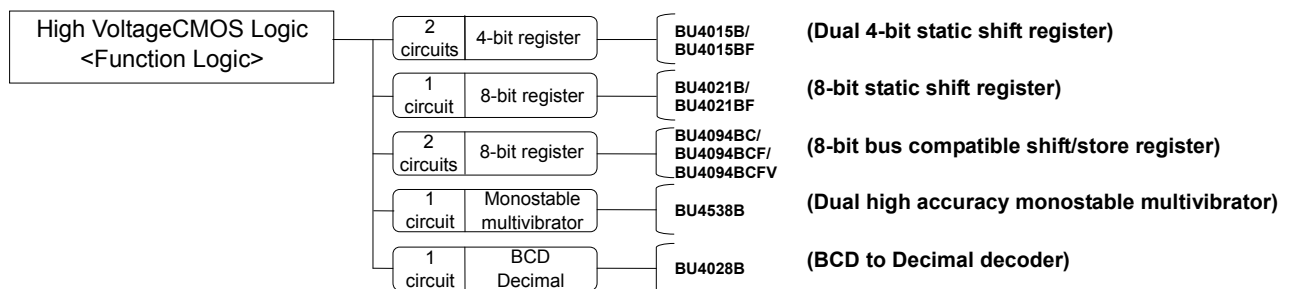 High VoltageCMOS Logic
<Function Logic>
2
circuits
4-bit register
BU4015B/
BU4015BF
(Dual 4-bit static shift register)
1
circuit
8-bit register
BU4021B/
BU4021BF
(8-bit static shift register)
2
circuits
8-bit register
BU4094BC/
BU4094BCF/
BU4094BCFV
(8-bit bus compatible shift/store register)
1
circuit
Monostable
multivibrator
BU4538B
(Dual high accuracy monostable multivibrator)
1
circuit
BCD
Decimal
BU4028B
(BCD to Decimal decoder)